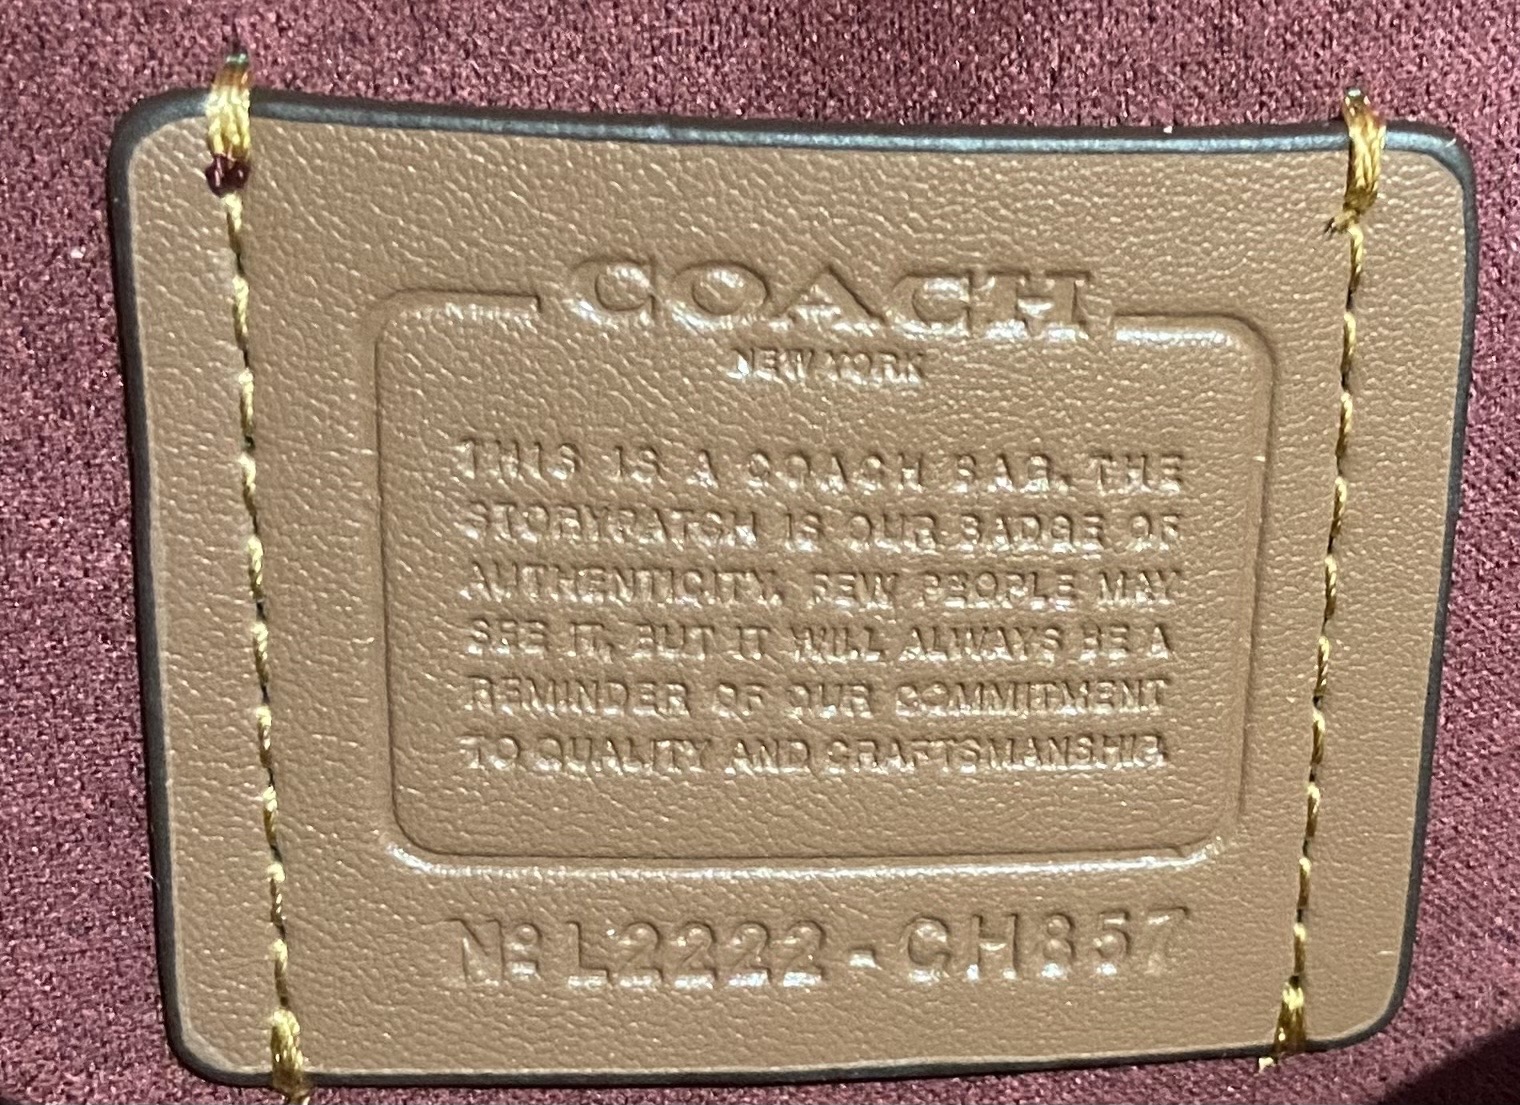 COACH
NEW YORK
THIS IS A COACH BAG. THE
STORYPATCH IS OUR BADGE OF
AUTHENTICITY. FEW PEOPLE MAY
SEE IT, BUT IT WILL ALWAYS BE A
REMINDER OF OUR COMMITMENT
TO QUALITY AND CRAFTSMANSHIP.
Nº L2222-CH857